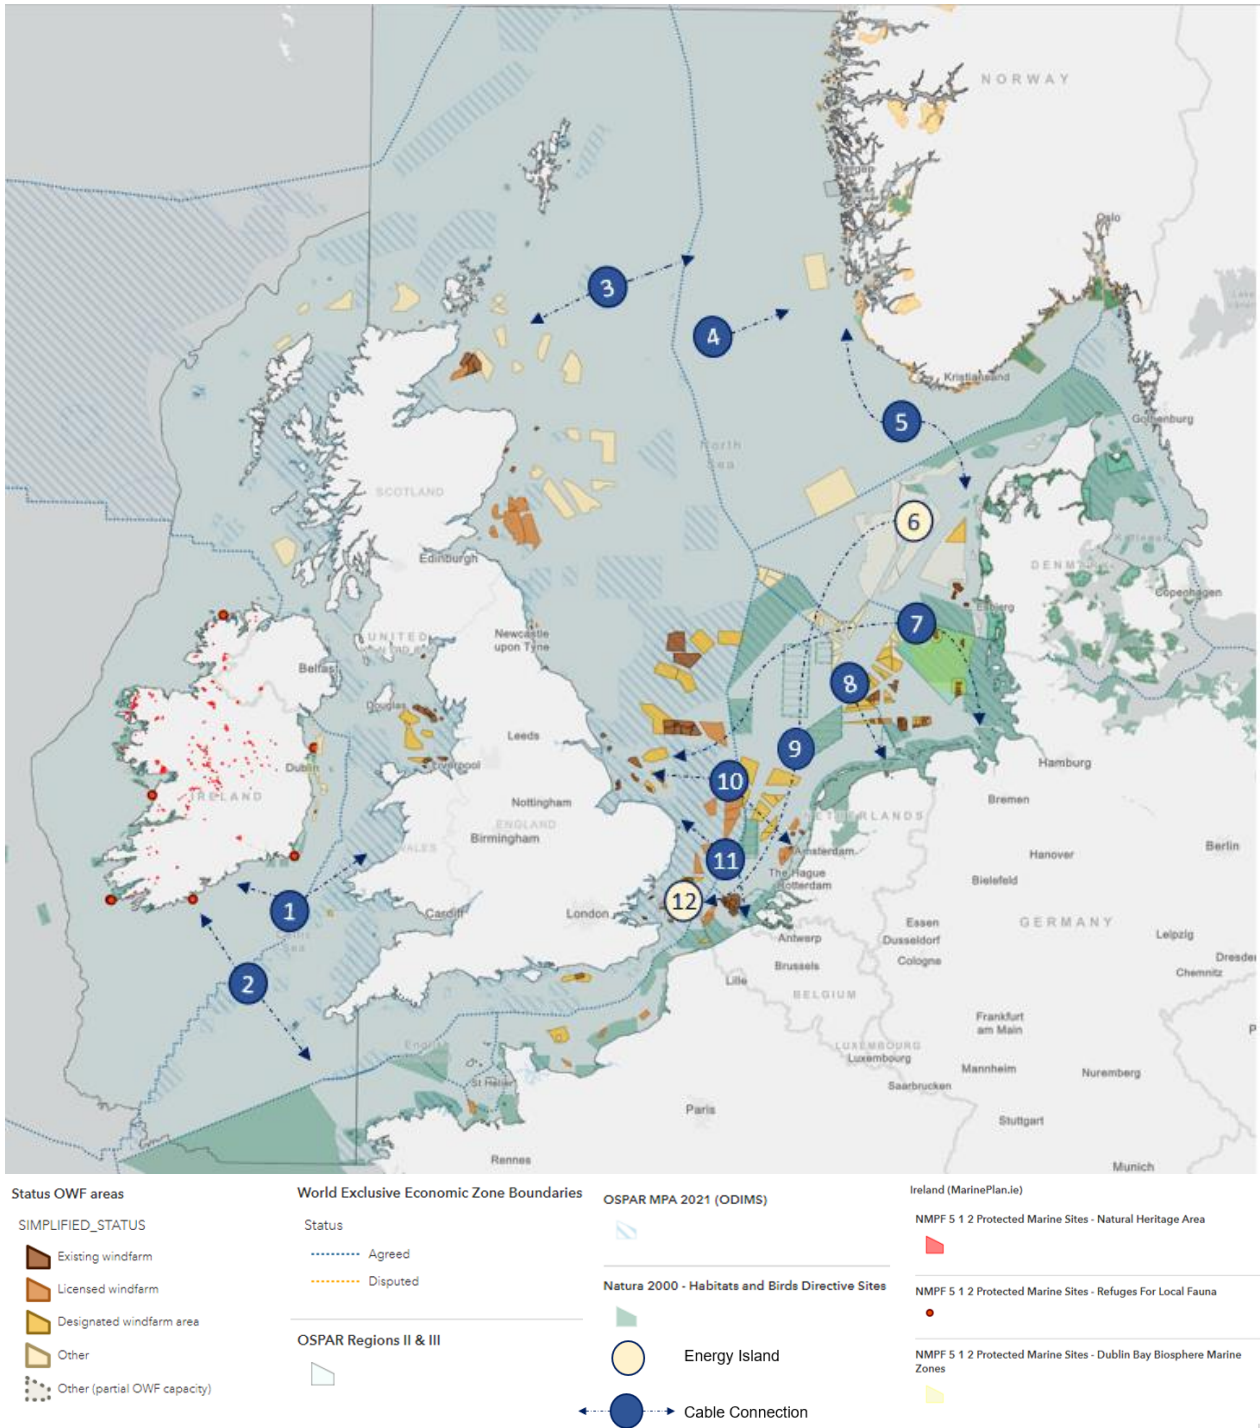 NORWAY
Bergen
Oslo
3
4
Kristiansand
5
Gothenburg
North
Sea
SCOTLAND
6
DENM
Copenhagen
Edinburgh
Esbjerg
UNITED
Newcastle
upon Tyne
7
Belfast
8
Douglas
Leeds
9
Liverpool
Dublin
10
Hamburg
IRELAND
Nottingham
ENGLAND
Birmingham
NETHERLANDS
Bremen
WALES
11
Amsterdam
Hanover
Berlin
The Hague
Rotterdam
Bielefeld
12
1
Cardiff
London
Celtic
Sea
Essen
GERMANY
Antwerp
Dusseldorf
Leipzig
Brussels
Cologne
Dresden
2
Lille
Chemnitz
BELGIUM
Frankfurt
am Main
P
English
LUXEMBOURG
Luxembourg
Mannheim
Nuremberg
St Helier
Saarbrucken
Paris
Stuttgart
Rennes
Munich
Status OWF areas
SIMPLIFIED_STATUS
Existing windfarm
Licensed windfarm
Designated windfarm area
Other
Other (partial OWF capacity)
World Exclusive Economic Zone Boundaries
Status
Agreed
Disputed
OSPAR Regions II & III
OSPAR MPA 2021 (ODIMS)
Natura 2000 - Habitats and Birds Directive Sites
Energy Island
Cable Connection
Ireland (MarinePlan.ie)
NMPF 5 1 2 Protected Marine Sites - Natural Heritage Area
NMPF 5 1 2 Protected Marine Sites - Refuges For Local Fauna
NMPF 5 1 2 Protected Marine Sites - Dublin Bay Biosphere Marine
Zones